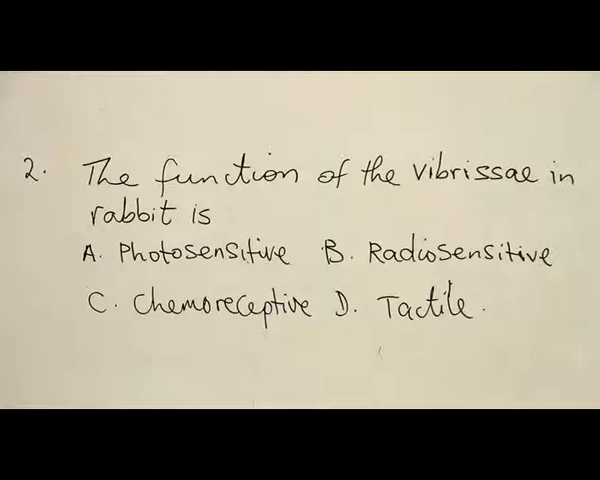 2. The function of the vibrissae in
rabbit is
A. Photosensitive B. Radiosensitive
C. Chemoreceptive D. Tactile.